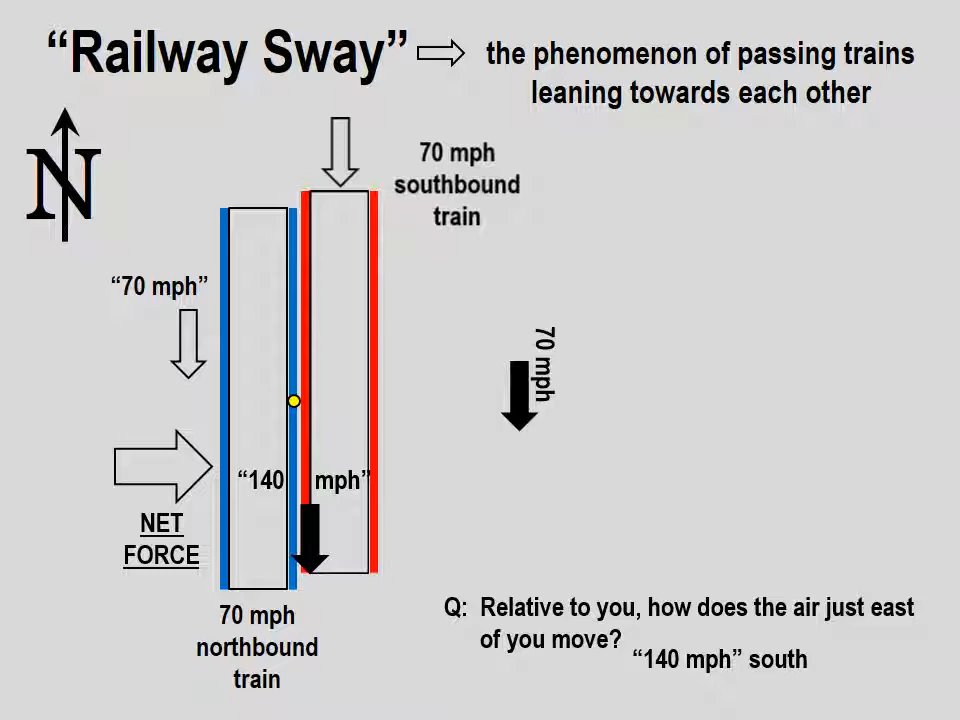 “Railway Sway”
the phenomenon of passing trains
leaning towards each other
N
70 mph
southbound
train
“70 mph”
70 mph
“140 mph”
NET
FORCE
70 mph
northbound
train
Q: Relative to you, how does the air just east
of you move?
“140 mph” south